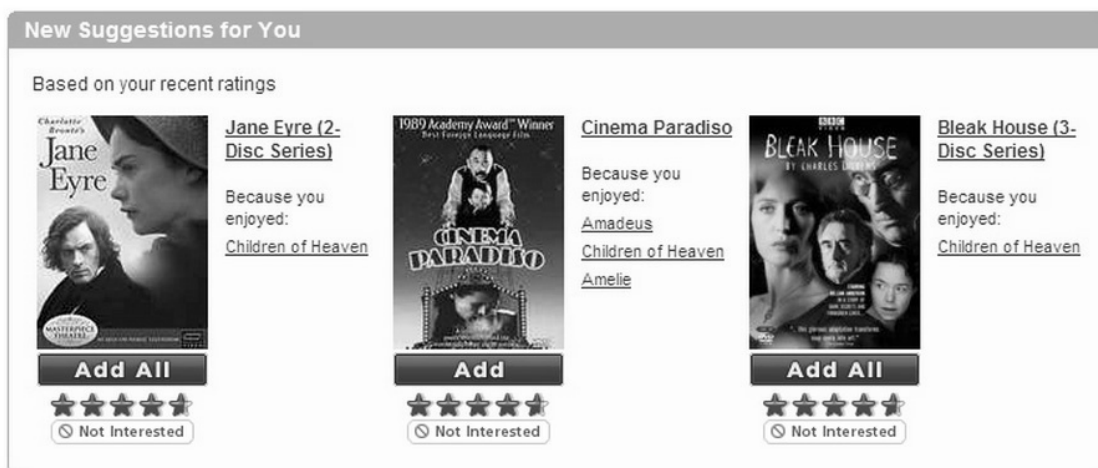 New Suggestions for You
Based on your recent ratings
Charlotte
Brontë's
Jane
Eyre
MASTERPIECE
THEATRE
Add All
Not Interested
Jane Eyre (2-
Disc Series)
Because you
enjoyed:
Children of Heaven
1989 Academy Award™ Winner
Best Foreign Language Film
CINEMA
PARADISO
Add
Not Interested
Cinema Paradiso
Because you
enjoyed:
Amadeus
Children of Heaven
Amelie
BBC
VIDEO
BLEAK HOUSE
BY CHARLES DICKENS
Add All
Not Interested
Bleak House (3-
Disc Series)
Because you
enjoyed:
Children of Heaven